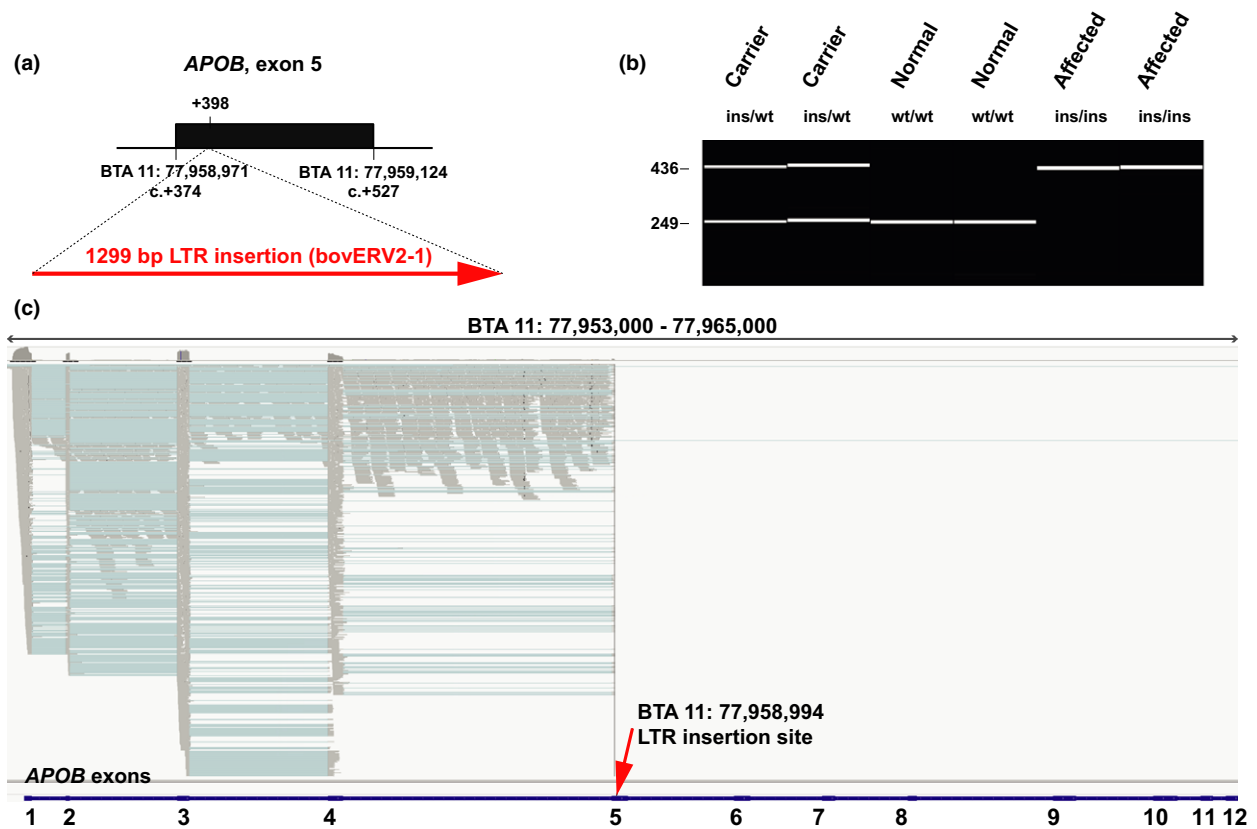 (a)
APOB, exon 5
+398
BTA 11: 77,958,971
c.+374
BTA 11: 77,959,124
c.+527
1299 bp LTR insertion (bovERV2-1)
(b)
Carrier
Carrier
Normal
Normal
Affected
Affected
ins/wt
ins/wt
wt/wt
wt/wt
ins/ins
ins/ins
436
249
(c)
BTA 11: 77,953,000 - 77,965,000
BTA 11: 77,958,994
LTR insertion site
APOB exons
1 2 3 4 5 6 7 8 9 10 11 12